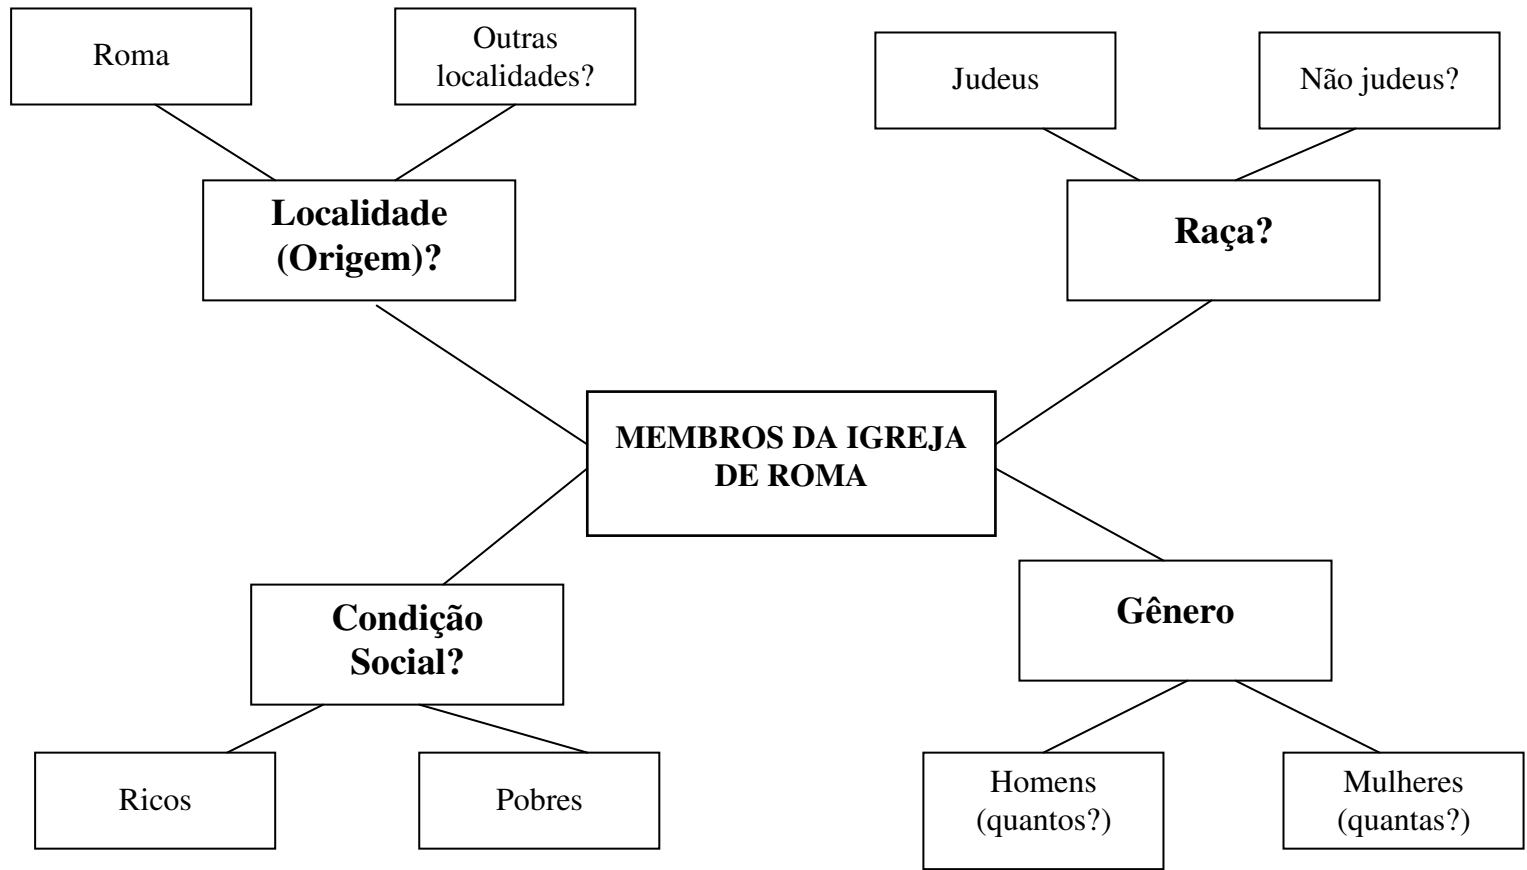 Roma
Outras
localidades?
Judeus
Não judeus?
Localidade
(Origem)?
Raça?
MEMBROS DA IGREJA
DE ROMA
Condição
Social?
Gênero
Ricos
Pobres
Homens
(quantos?)
Mulheres
(quantas?)